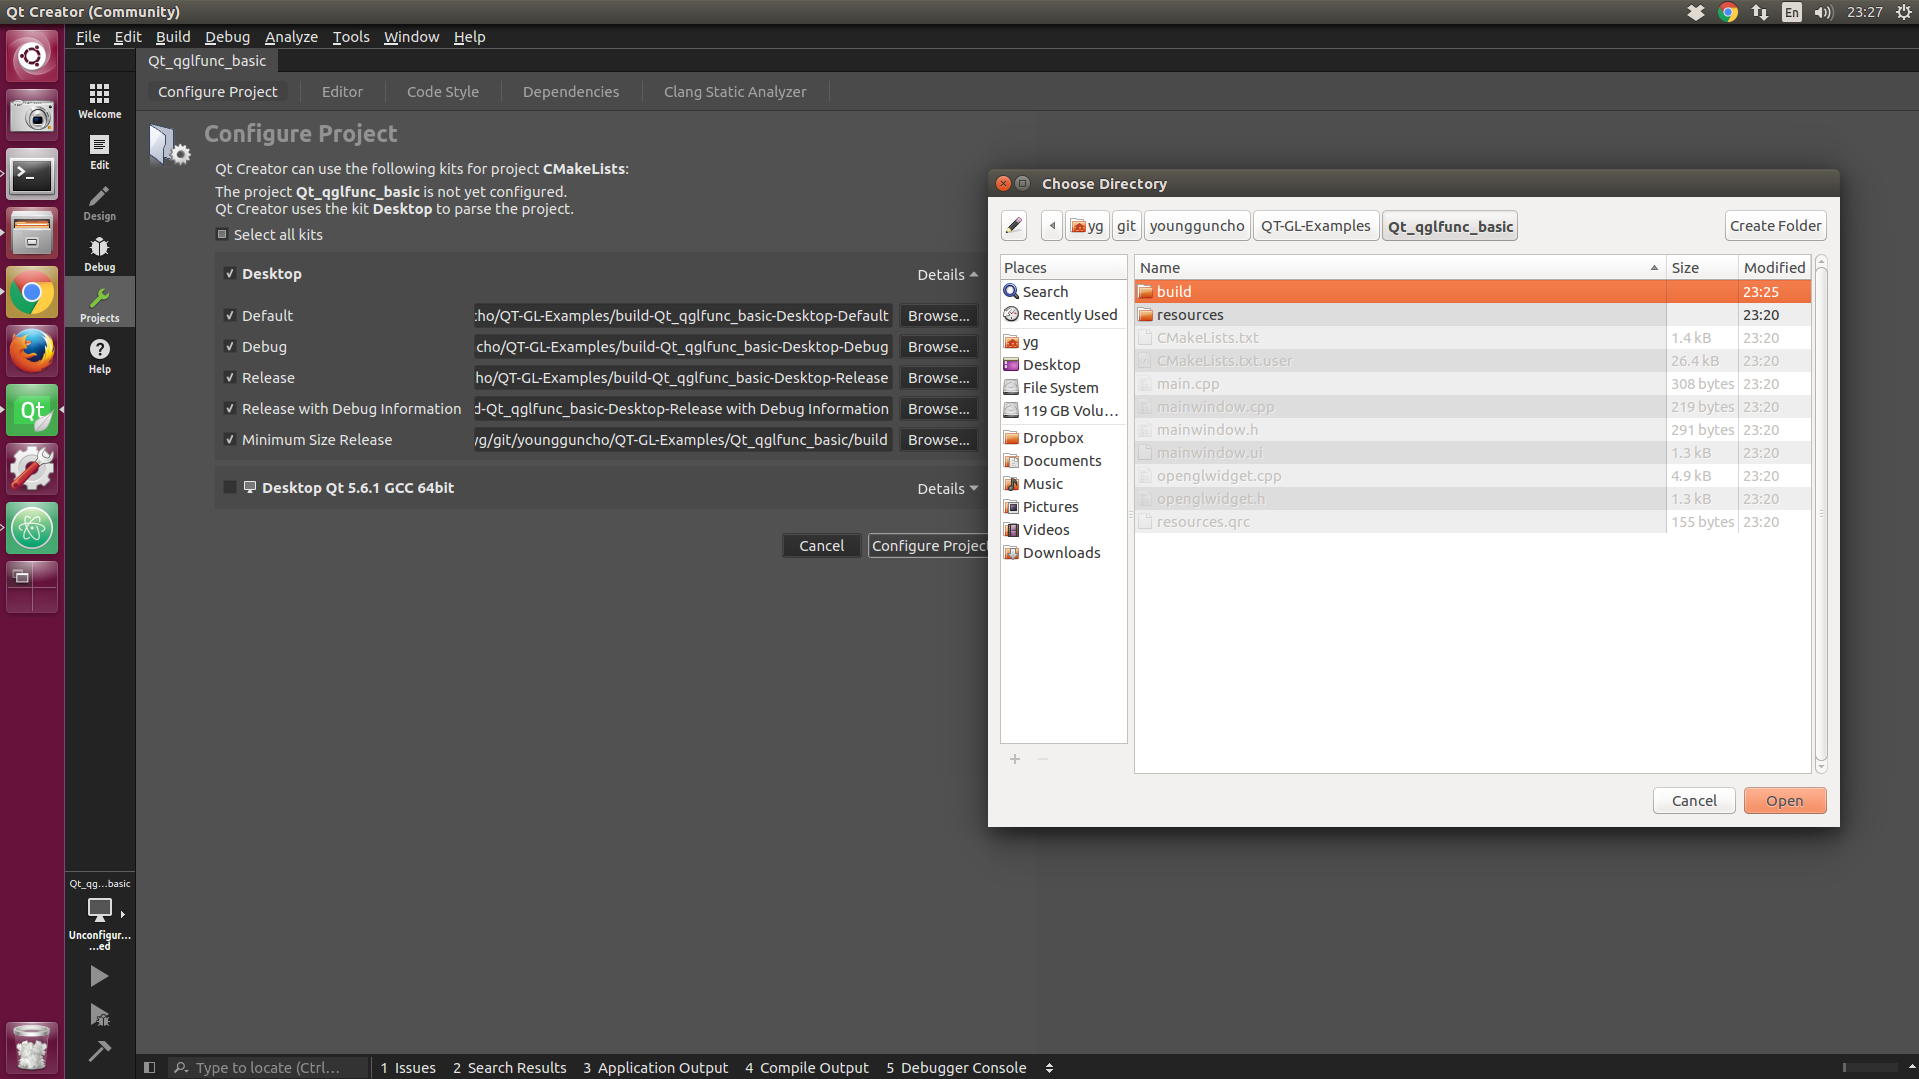 Qt Creator (Community)
En
23:27
File Edit Build Debug Analyze Tools Window Help
Qt_qglfunc_basic
Configure Project Editor Code Style Dependencies Clang Static Analyzer
Welcome
Edit
Design
Debug
Projects
Help
Configure Project
Qt Creator can use the following kits for project CMakeLists:
The project Qt_qglfunc_basic is not yet configured.
Qt Creator uses the kit Desktop to parse the project.
Select all kits
Desktop Details
Default :ho/QT-GL-Examples/build-Qt_qglfunc_basic-Desktop-Default Browse...
Debug cho/QT-GL-Examples/build-Qt_qglfunc_basic-Desktop-Debug Browse...
Release ho/QT-GL-Examples/build-Qt_qglfunc_basic-Desktop-Release Browse...
Release with Debug Information d-Qt_qglfunc_basic-Desktop-Release with Debug Information Browse...
Minimum Size Release yg/git/youngguncho/QT-GL-Examples/Qt_qglfunc_basic/build Browse...
Desktop Qt 5.6.1 GCC 64bit Details
Cancel Configure Project
Choose Directory
yg git youngguncho QT-GL-Examples Qt_qglfunc_basic Create Folder
Places
Search
Recently Used
yg
Desktop
File System
119 GB Volu...
Dropbox
Documents
Music
Pictures
Videos
Downloads
Name Size Modified
build 23:25
resources 23:20
CMakeLists.txt 1.4 kB 23:20
CMakeLists.txt.user 26.4 kB 23:20
main.cpp 308 bytes 23:20
mainwindow.cpp 219 bytes 23:20
mainwindow.h 291 bytes 23:20
mainwindow.ui 1.3 kB 23:20
openglwidget.cpp 4.9 kB 23:20
openglwidget.h 1.3 kB 23:20
resources.qrc 155 bytes 23:20
Cancel Open
Qt
Qt_qg...basic
Unconfigur...
...ed
Type to locate (Ctrl... 1 Issues 2 Search Results 3 Application Output 4 Compile Output 5 Debugger Console